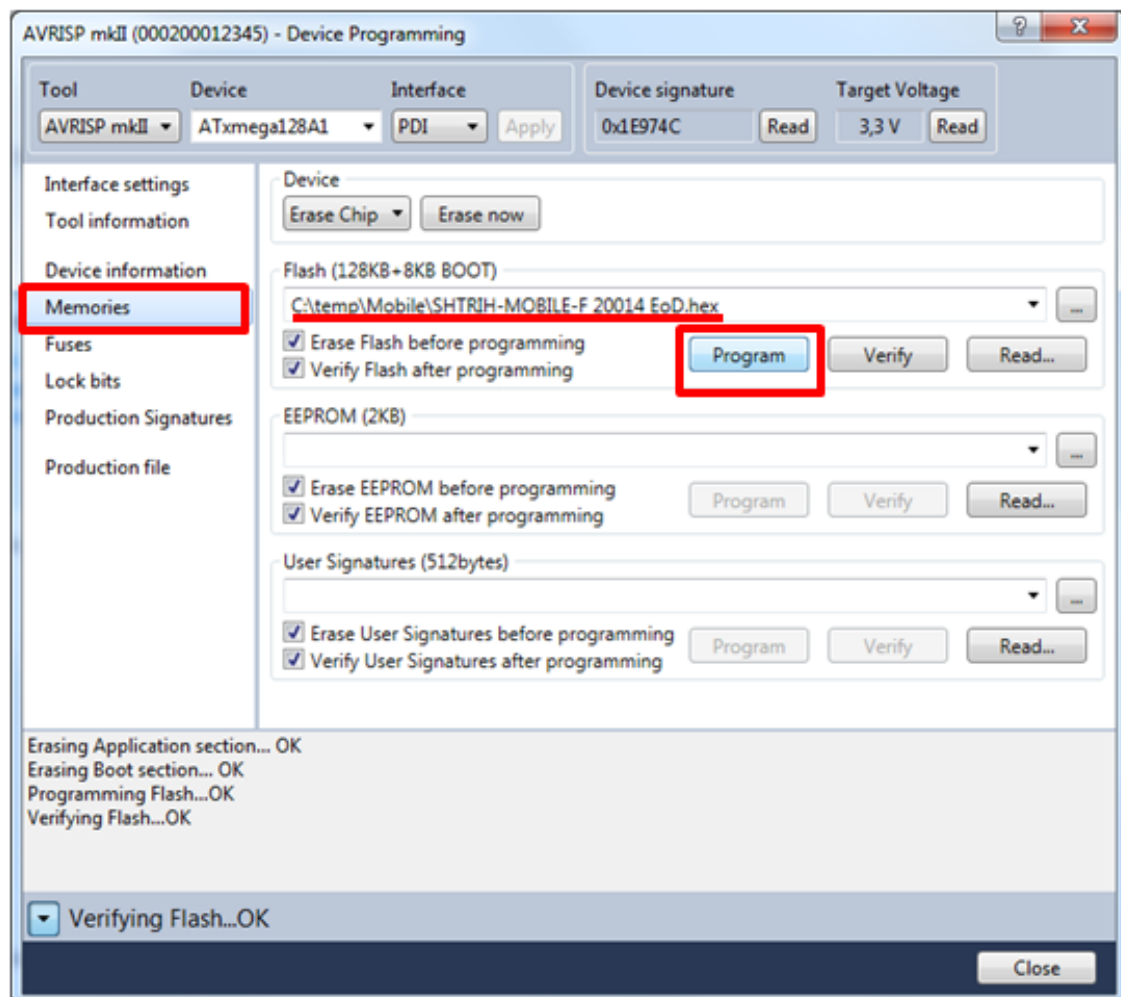 AVRISP mkII (000200012345) - Device Programming
Tool Device Interface Device signature Target Voltage
AVRISP mkII ATxmega128A1 PDI Apply 0x1E974C Read 3,3 V Read
Interface settings
Tool information
Device information
Memories
Fuses
Lock bits
Production Signatures
Production file
Device
Erase Chip Erase now
Flash (128KB+8KB BOOT)
C:\temp\Mobile\SHTRIH-MOBILE-F 20014 EoD.hex ...
Erase Flash before programming
Verify Flash after programming
Program Verify Read...
EEPROM (2KB)
...
Erase EEPROM before programming
Verify EEPROM after programming
Program Verify Read...
User Signatures (512bytes)
...
Erase User Signatures before programming
Verify User Signatures after programming
Program Verify Read...
Erasing Application section... OK
Erasing Boot section... OK
Programming Flash...OK
Verifying Flash...OK
Verifying Flash...OK
Close